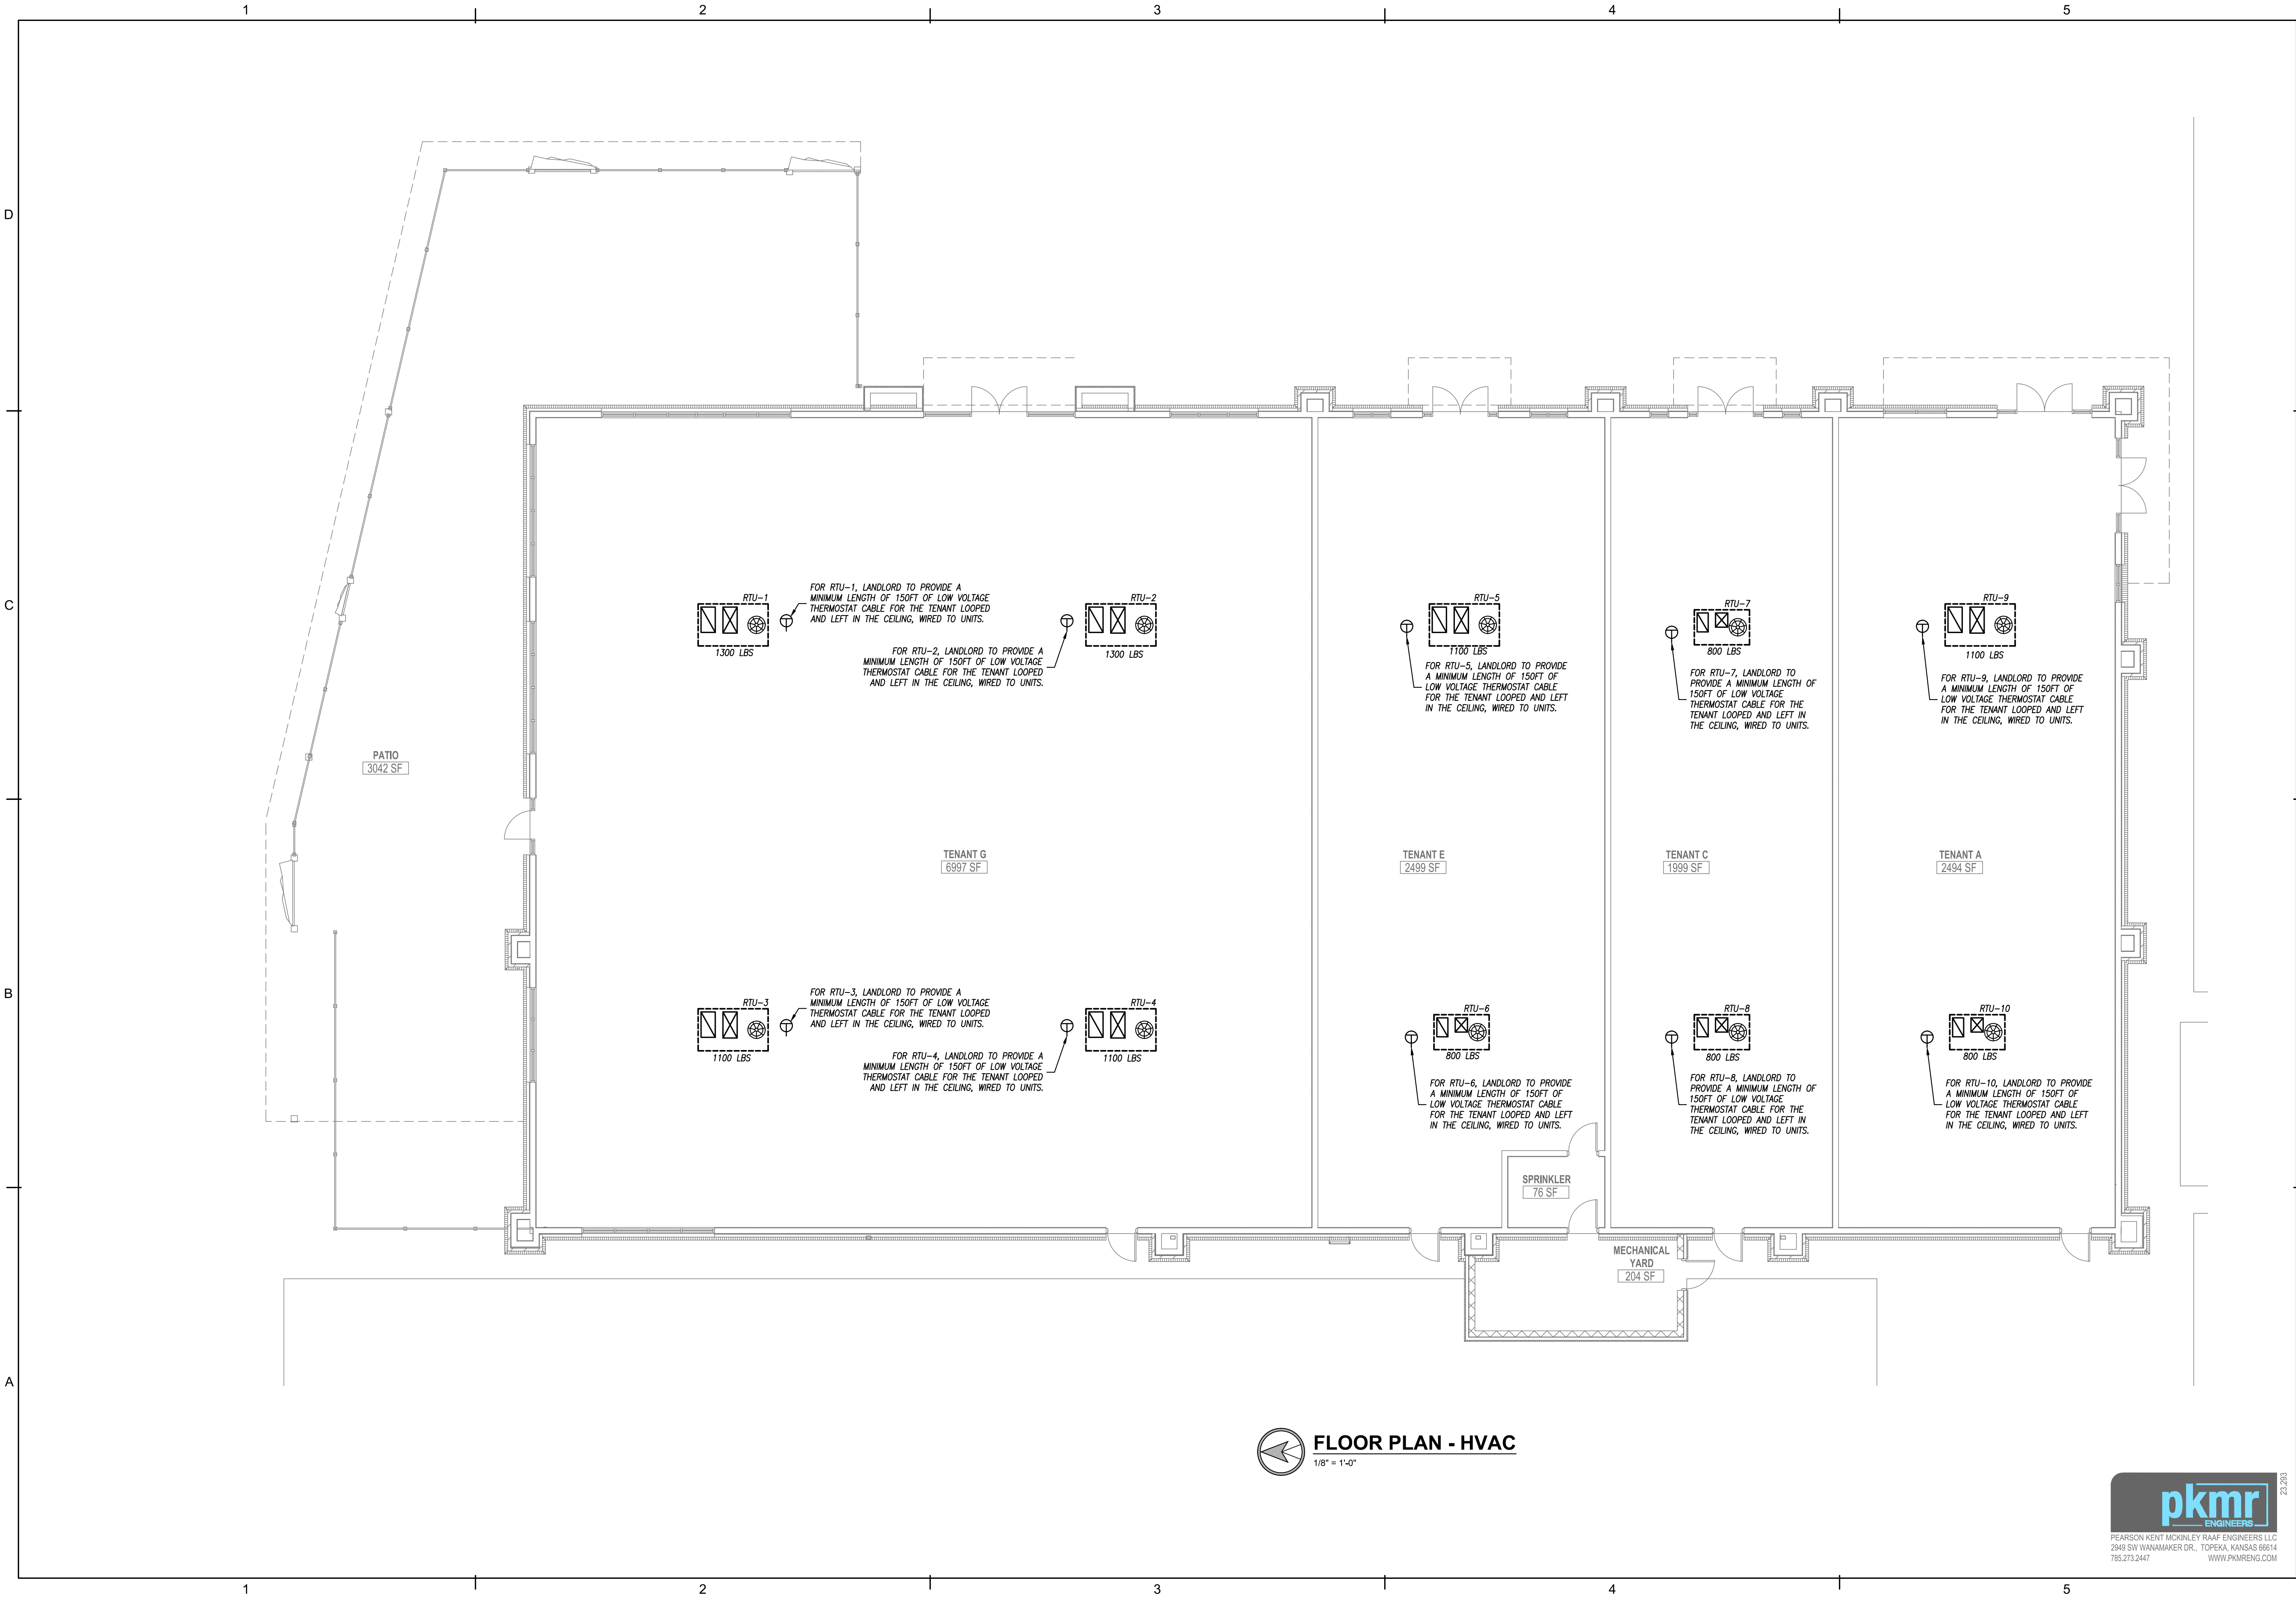 1 2 3 4 5
D
C
B
A
RTU-1
1300 LBS
FOR RTU-1, LANDLORD TO PROVIDE A
MINIMUM LENGTH OF 150FT OF LOW VOLTAGE
THERMOSTAT CABLE FOR THE TENANT LOOPED
AND LEFT IN THE CEILING, WIRED TO UNITS.
RTU-2
1300 LBS
FOR RTU-2, LANDLORD TO PROVIDE A
MINIMUM LENGTH OF 150FT OF LOW VOLTAGE
THERMOSTAT CABLE FOR THE TENANT LOOPED
AND LEFT IN THE CEILING, WIRED TO UNITS.
RTU-5
1100 LBS
FOR RTU-5, LANDLORD TO PROVIDE
A MINIMUM LENGTH OF 150FT OF
LOW VOLTAGE THERMOSTAT CABLE
FOR THE TENANT LOOPED AND LEFT
IN THE CEILING, WIRED TO UNITS.
RTU-7
800 LBS
FOR RTU-7, LANDLORD TO
PROVIDE A MINIMUM LENGTH OF
150FT OF LOW VOLTAGE
THERMOSTAT CABLE FOR THE
TENANT LOOPED AND LEFT IN
THE CEILING, WIRED TO UNITS.
RTU-9
1100 LBS
FOR RTU-9, LANDLORD TO PROVIDE
A MINIMUM LENGTH OF 150FT OF
LOW VOLTAGE THERMOSTAT CABLE
FOR THE TENANT LOOPED AND LEFT
IN THE CEILING, WIRED TO UNITS.
PATIO
3042 SF
TENANT G
6997 SF
TENANT E
2499 SF
TENANT C
1999 SF
TENANT A
2494 SF
RTU-3
1100 LBS
FOR RTU-3, LANDLORD TO PROVIDE A
MINIMUM LENGTH OF 150FT OF LOW VOLTAGE
THERMOSTAT CABLE FOR THE TENANT LOOPED
AND LEFT IN THE CEILING, WIRED TO UNITS.
RTU-4
1100 LBS
FOR RTU-4, LANDLORD TO PROVIDE A
MINIMUM LENGTH OF 150FT OF LOW VOLTAGE
THERMOSTAT CABLE FOR THE TENANT LOOPED
AND LEFT IN THE CEILING, WIRED TO UNITS.
RTU-6
800 LBS
FOR RTU-6, LANDLORD TO PROVIDE
A MINIMUM LENGTH OF 150FT OF
LOW VOLTAGE THERMOSTAT CABLE
FOR THE TENANT LOOPED AND LEFT
IN THE CEILING, WIRED TO UNITS.
RTU-8
800 LBS
FOR RTU-8, LANDLORD TO
PROVIDE A MINIMUM LENGTH OF
150FT OF LOW VOLTAGE
THERMOSTAT CABLE FOR THE
TENANT LOOPED AND LEFT IN
THE CEILING, WIRED TO UNITS.
RTU-10
800 LBS
FOR RTU-10, LANDLORD TO PROVIDE
A MINIMUM LENGTH OF 150FT OF
LOW VOLTAGE THERMOSTAT CABLE
FOR THE TENANT LOOPED AND LEFT
IN THE CEILING, WIRED TO UNITS.
SPRINKLER
76 SF
MECHANICAL
YARD
204 SF
FLOOR PLAN - HVAC
1/8" = 1'-0"
pkmr
ENGINEERS
23.293
PEARSON KENT MCKINLEY RAAF ENGINEERS LLC
2949 SW WANAMAKER DR., TOPEKA, KANSAS 66614
785.273.2447 WWW.PKMRENG.COM
1 2 3 4 5